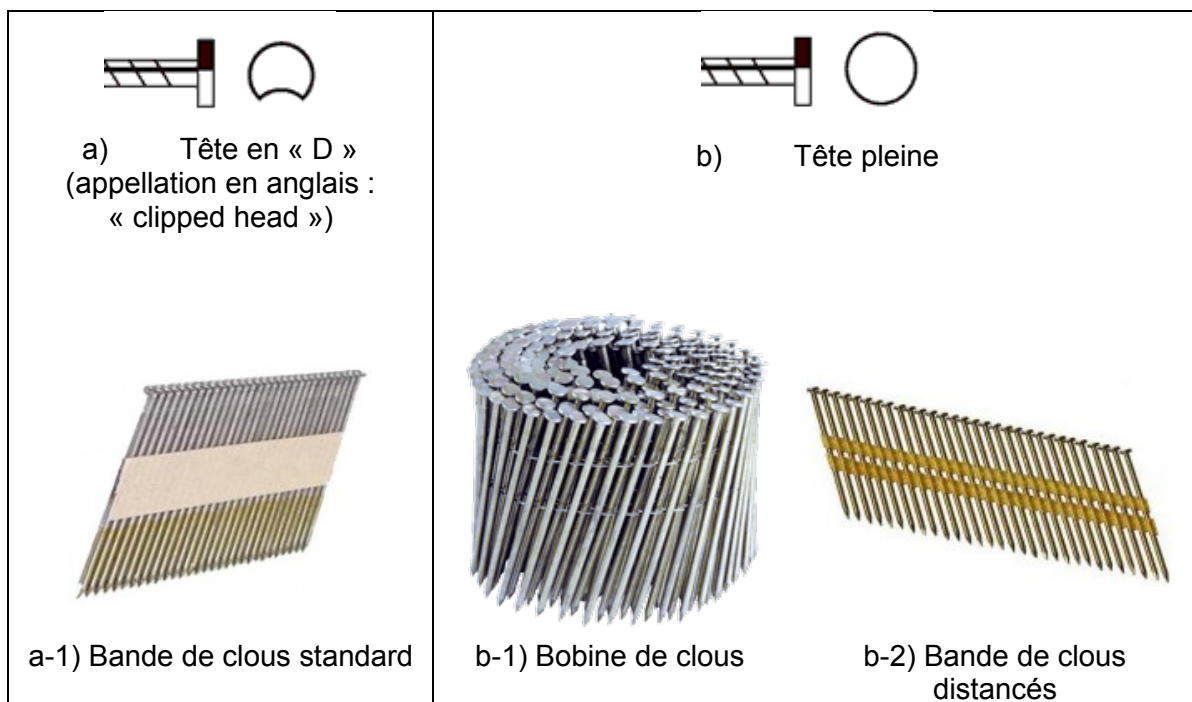 a) Tête en « D »
(appellation en anglais :
« clipped head »)
b) Tête pleine
a-1) Bande de clous standard
b-1) Bobine de clous
b-2) Bande de clous
distancés